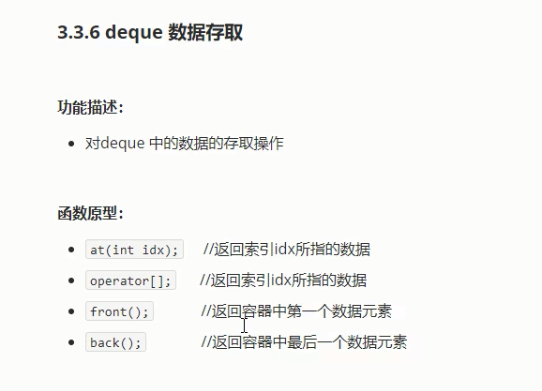 3.3.6 deque 数据存取
功能描述：
对deque 中的数据的存取操作
函数原型：
at(int idx); //返回索引idx所指的数据
operator[]; //返回索引idx所指的数据
front(); //返回容器中第一个数据元素
back(); //返回容器中最后一个数据元素